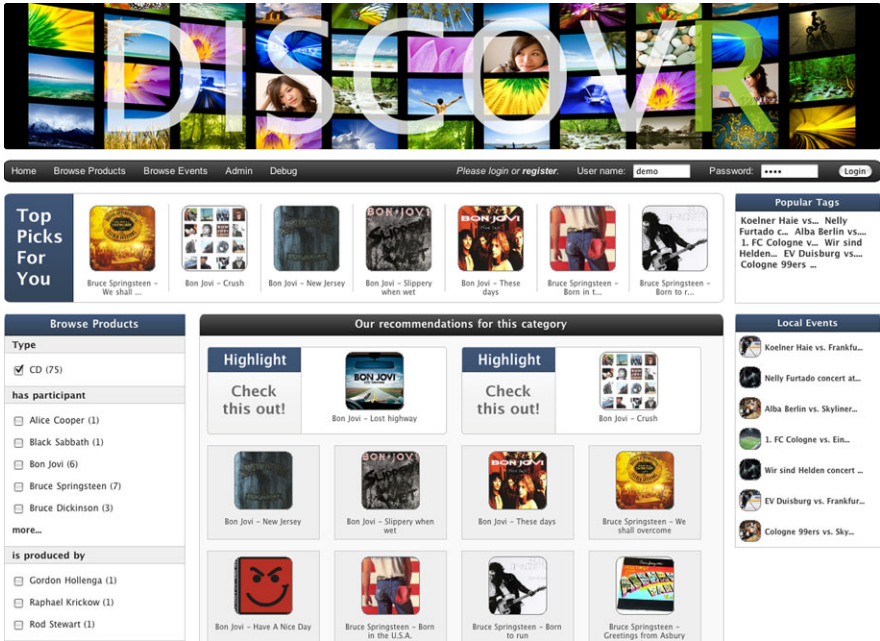 DISCOVR
Home Browse Products Browse Events Admin Debug Please login or register. User name: demo Password: •••• Login
Top
Picks
For
You
Bruce Springsteen -
We shall ...
Bon Jovi - Crush
Bon Jovi - New Jersey
Bon Jovi - Slippery
when wet
Bon Jovi - These
days
Bruce Springsteen -
Born in t...
Bruce Springsteen -
Born to r...
Popular Tags
Koelner Haie vs... Nelly
Furtado c... Alba Berlin vs....
1. FC Cologne v... Wir sind
Helden... EV Duisburg vs....
Cologne 99ers ...
Browse Products
Type
CD (75)
has participant
Alice Cooper (1)
Black Sabbath (1)
Bon Jovi (6)
Bruce Springsteen (7)
Bruce Dickinson (3)
more...
is produced by
Gordon Hollenga (1)
Raphael Krickow (1)
Rod Stewart (1)
Our recommendations for this category
Highlight
Check
this out!
BON JOVI
Bon Jovi - Lost highway
Highlight
Check
this out!
Bon Jovi - Crush
Bon Jovi - New Jersey
BON JOVI
Bon Jovi - Slippery when
wet
BON JOVI
Bon Jovi - These days
Bruce Springsteen - We
shall overcome
Bon Jovi - Have A Nice Day
Bruce Springsteen - Born
in the U.S.A.
Bruce Springsteen - Born
to run
Bruce Springsteen -
Greetings from Asbury
Local Events
Koelner Haie vs. Frankfu...
Nelly Furtado concert at...
Alba Berlin vs. Skyliner...
1. FC Cologne vs. Ein...
Wir sind Helden concert ...
EV Duisburg vs. Frankfur...
Cologne 99ers vs. Sky...